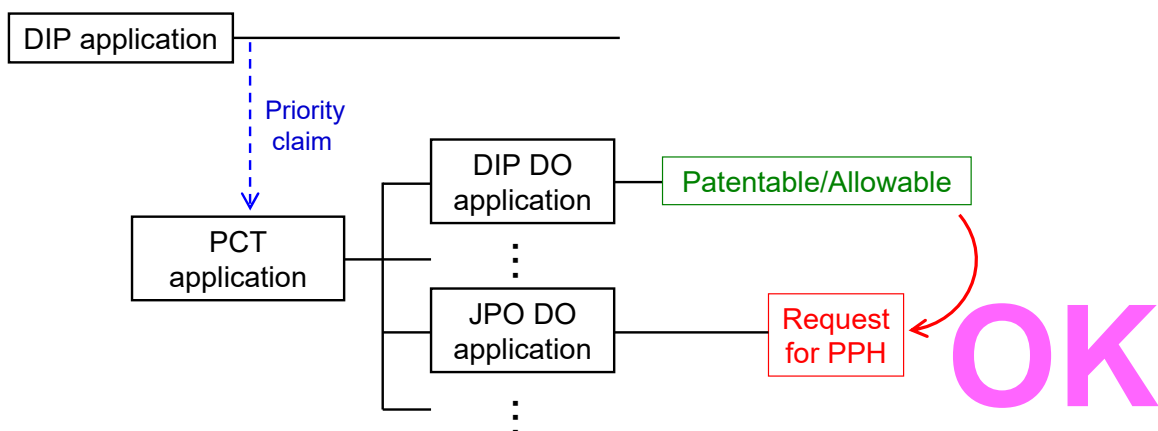 DIP application
Priority
claim
DIP DO
application
Patentable/Allowable
PCT
application
JPO DO
application
Request
for PPH
OK